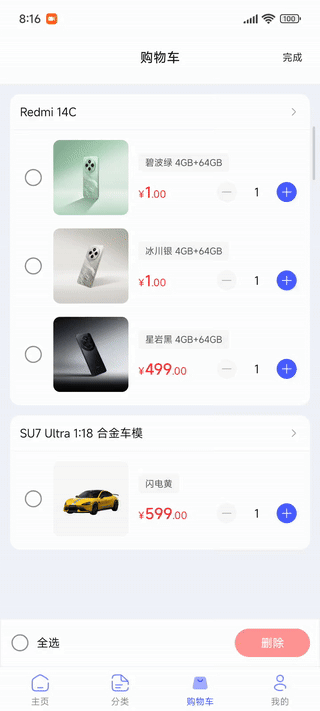 8:16
100
购物车
完成
Redmi 14C
碧波绿 4GB+64GB
¥1.00
1
冰川银 4GB+64GB
¥1.00
1
星岩黑 4GB+64GB
¥499.00
1
SU7 Ultra 1:18 合金车模
闪电黄
¥599.00
1
全选
删除
主页
分类
购物车
我的